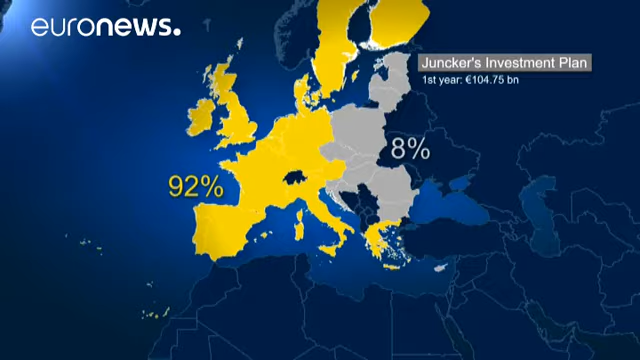 euronews.
Juncker's Investment Plan
1st year: €104.75 bn
8%
92%